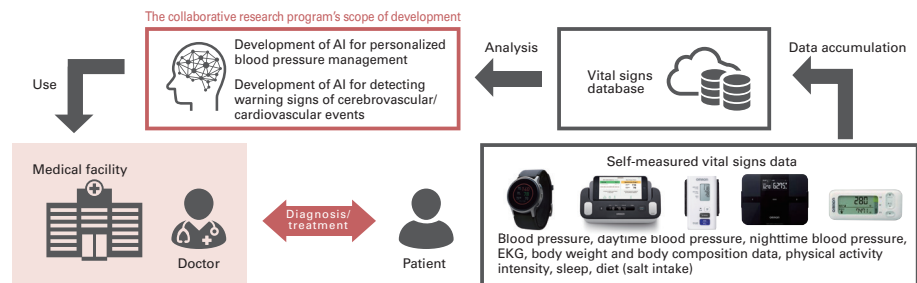 The collaborative research program's scope of development
Development of AI for personalized
blood pressure management
Development of AI for detecting
warning signs of cerebrovascular/
cardiovascular events
Analysis
Vital signs
database
Data accumulation
Use
Medical facility
Doctor
Diagnosis/
treatment
Patient
Self-measured vital signs data
Blood pressure, daytime blood pressure, nighttime blood pressure,
EKG, body weight and body composition data, physical activity
intensity, sleep, diet (salt intake)